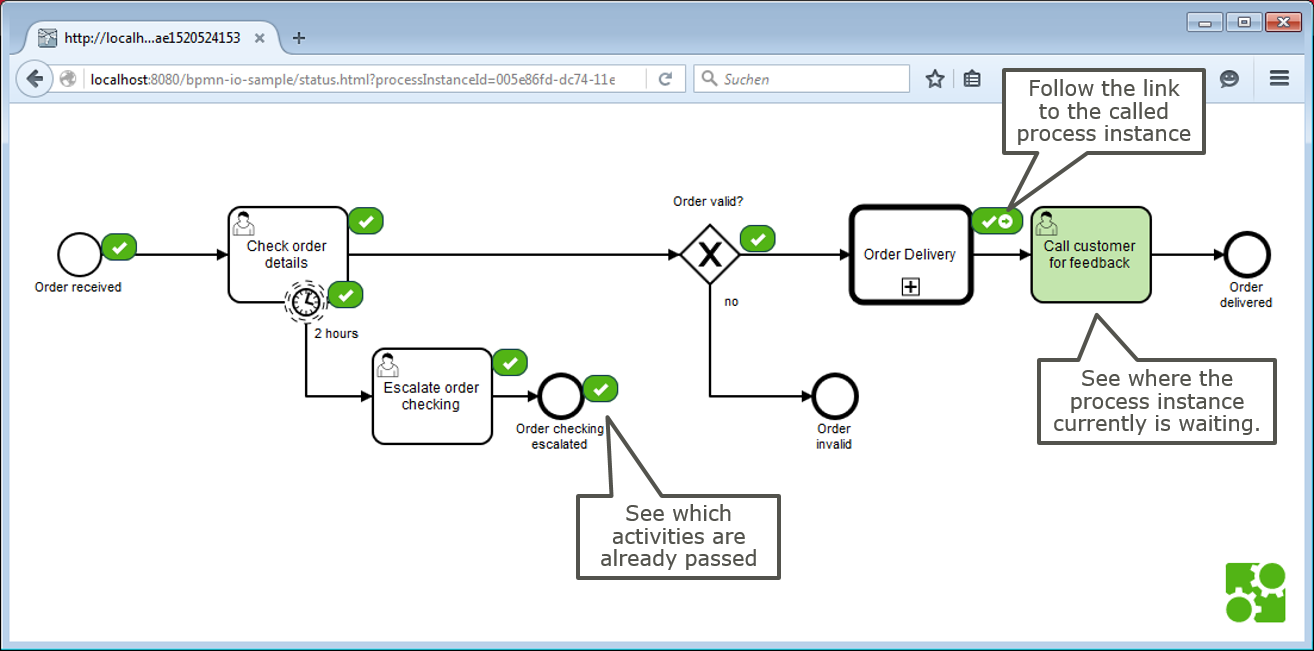 http://localh...ae1520524153
localhost:8080/bpmn-io-sample/status.html?processInstanceId=005e86fd-dc74-11e
Suchen
Follow the link
to the called
process instance
Order valid?
Check order
details
Order Delivery
Call customer
for feedback
Order received
Order
delivered
no
2 hours
Escalate order
checking
Order checking
escalated
Order
invalid
See where the
process instance
currently is waiting.
See which
activities are
already passed